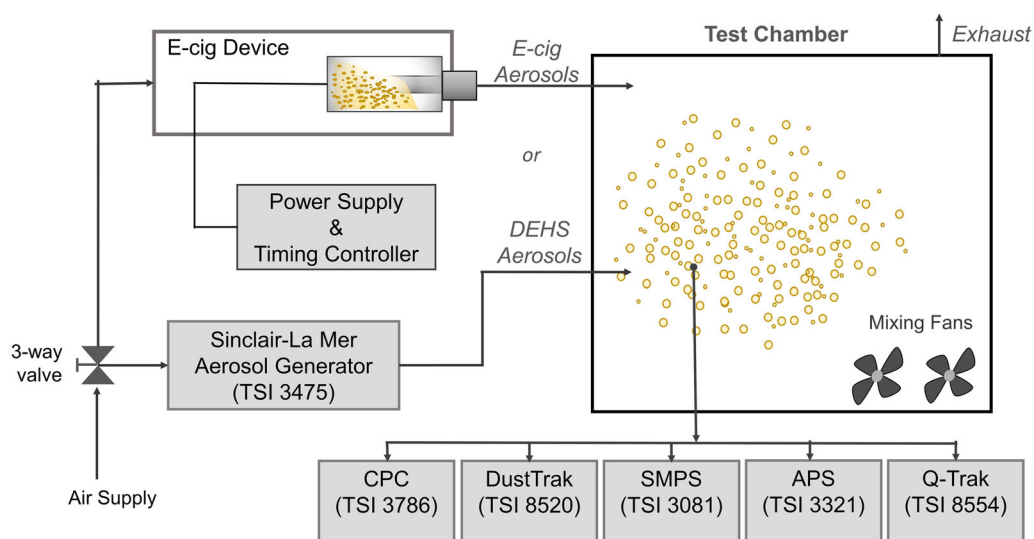 Test Chamber
Exhaust
E-cig Device
E-cig
Aerosols
or
Power Supply
&
Timing Controller
DEHS
Aerosols
Mixing Fans
3-way
valve
Sinclair-La Mer
Aerosol Generator
(TSI 3475)
Air Supply
CPC
(TSI 3786)
DustTrak
(TSI 8520)
SMPS
(TSI 3081)
APS
(TSI 3321)
Q-Trak
(TSI 8554)